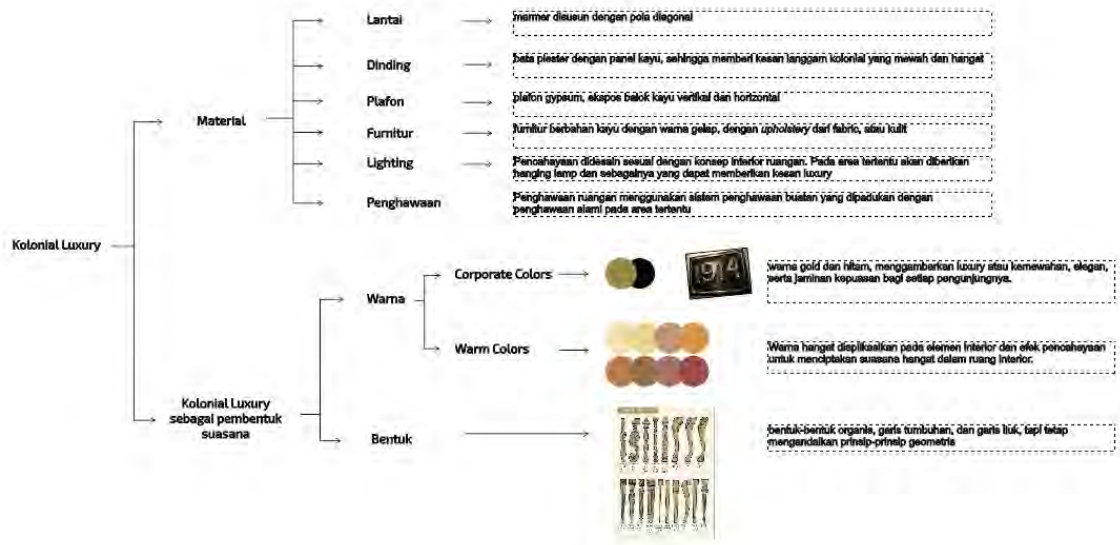 Kolonial Luxury
Material
Lantai
marmer disusun dengan pola diagonal
Dinding
bata plester dengan panel kayu, sehingga memberi kesan langgam kolonial yang mewah dan hangat
Plafon
plafon gypsum, ekspos balok kayu vertikal dan horizontal
Furnitur
furnitur berbahan kayu dengan warna gelap, dengan upholstery dari fabric, atau kulit
Lighting
Pencahayaan didesain sesuai dengan konsep interior ruangan. Pada area tertentu akan diberikan
hanging lamp dan sebagainya yang dapat memberikan kesan luxury
Penghawaan
Penghawaan ruangan menggunakan sistem penghawaan buatan yang dipadukan dengan
penghawaan alami pada area tertentu
Kolonial Luxury
sebagai pembentuk
suasana
Warna
Corporate Colors
1914
warna gold dan hitam, menggambarkan luxury atau kemewahan, elegan,
serta jaminan kepuasan bagi setiap pengunjungnya.
Warm Colors
Warna hangat diaplikasikan pada elemen interior dan efek pencahayaan
untuk menciptakan suasana hangat dalam ruang interior.
Bentuk
bentuk-bentuk organis, garis tumbuhan, dan garis liuk, tapi tetap
mengandalkan prinsip-prinsip geometris